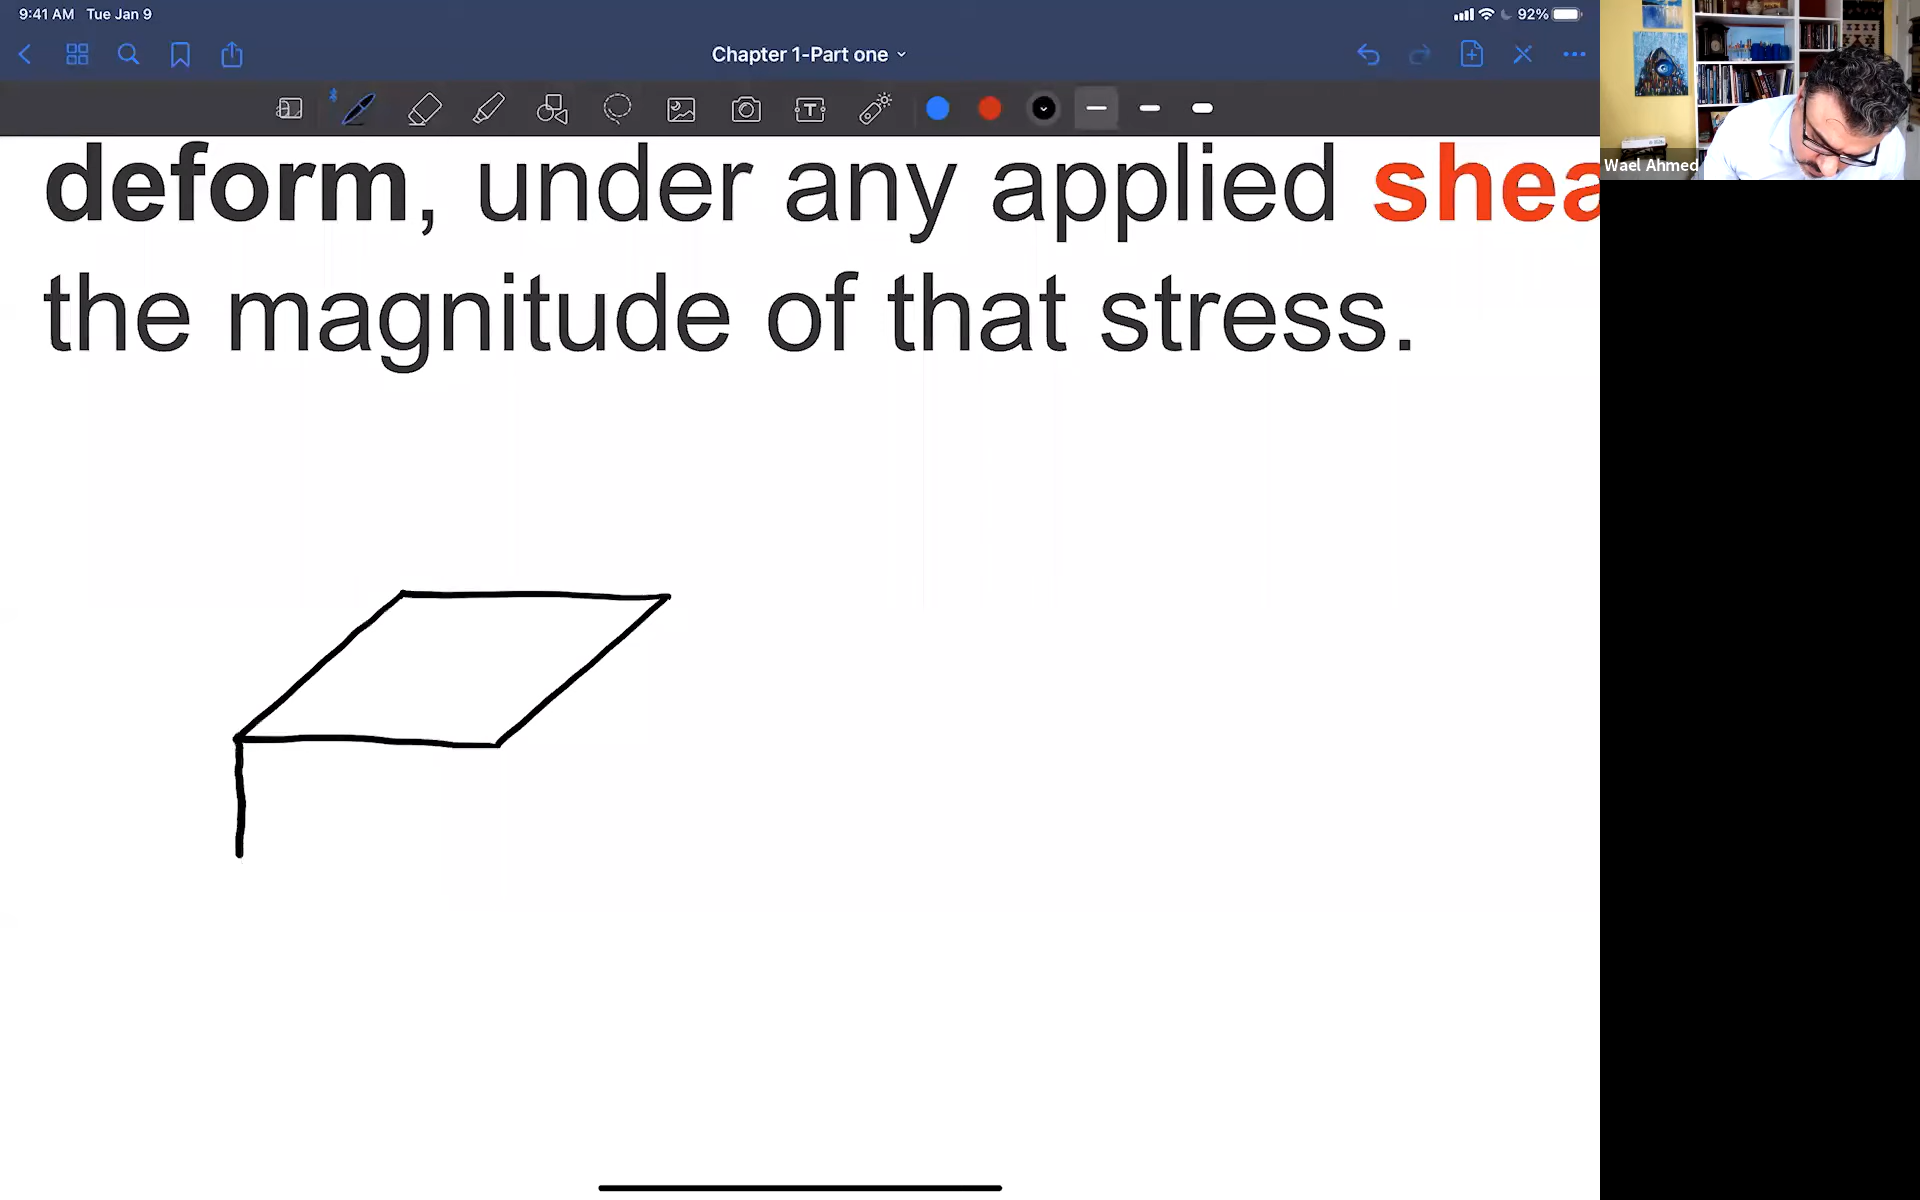 9:41 AM Tue Jan 9
92%
Chapter 1-Part one
T
Wael Ahmed
deform, under any applied shea
the magnitude of that stress.